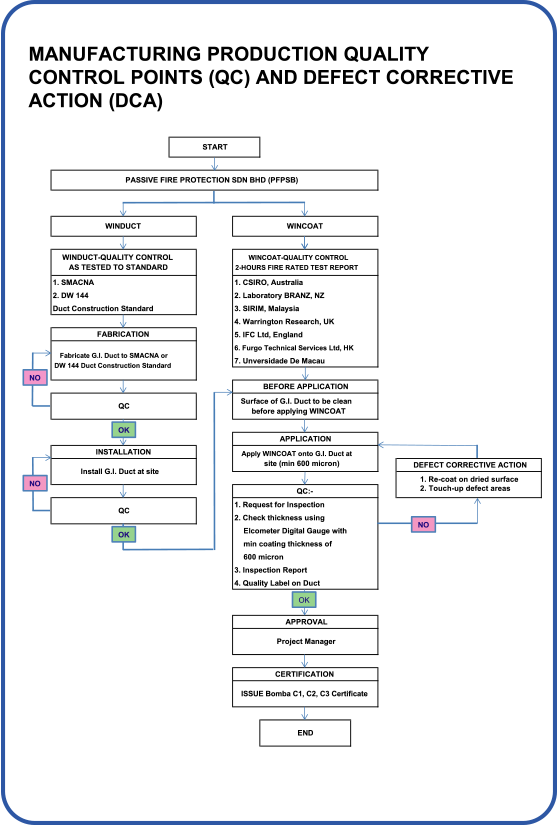 MANUFACTURING PRODUCTION QUALITY
CONTROL POINTS (QC) AND DEFECT CORRECTIVE
ACTION (DCA)
START
PASSIVE FIRE PROTECTION SDN BHD (PFPSB)
WINDUCT
WINDUCT-QUALITY CONTROL
AS TESTED TO STANDARD
1. SMACNA
2. DW 144
Duct Construction Standard
FABRICATION
Fabricate G.I. Duct to SMACNA or
DW 144 Duct Construction Standard
NO
QC
OK
INSTALLATION
Install G.I. Duct at site
NO
QC
OK
WINCOAT
WINCOAT-QUALITY CONTROL
2-HOURS FIRE RATED TEST REPORT
1. CSIRO, Australia
2. Laboratory BRANZ, NZ
3. SIRIM, Malaysia
4. Warrington Research, UK
5. IFC Ltd, England
6. Furgo Technical Services Ltd, HK
7. Unversidade De Macau
BEFORE APPLICATION
Surface of G.I. Duct to be clean
before applying WINCOAT
APPLICATION
Apply WINCOAT onto G.I. Duct at
site (min 600 micron)
QC:-
1. Request for Inspection
2. Check thickness using
Elcometer Digital Gauge with
min coating thickness of
600 micron
3. Inspection Report
4. Quality Label on Duct
NO
DEFECT CORRECTIVE ACTION
1. Re-coat on dried surface
2. Touch-up defect areas
OK
APPROVAL
Project Manager
CERTIFICATION
ISSUE Bomba C1, C2, C3 Certificate
END